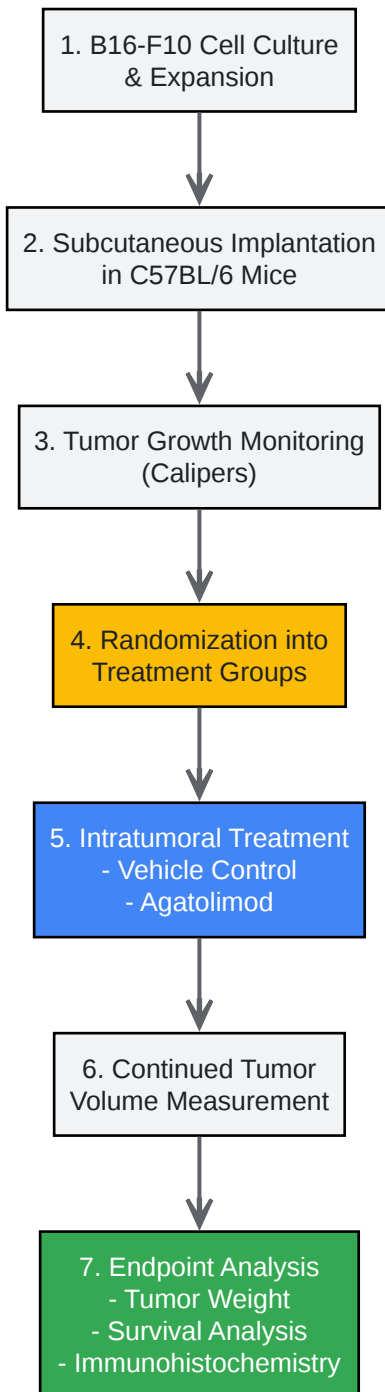 1. B16-F10 Cell Culture
& Expansion
2. Subcutaneous Implantation
in C57BL/6 Mice
3. Tumor Growth Monitoring
(Calipers)
4. Randomization into
Treatment Groups
5. Intratumoral Treatment
- Vehicle Control
- Agatolimod
6. Continued Tumor
Volume Measurement
7. Endpoint Analysis
- Tumor Weight
- Survival Analysis
- Immunohistochemistry